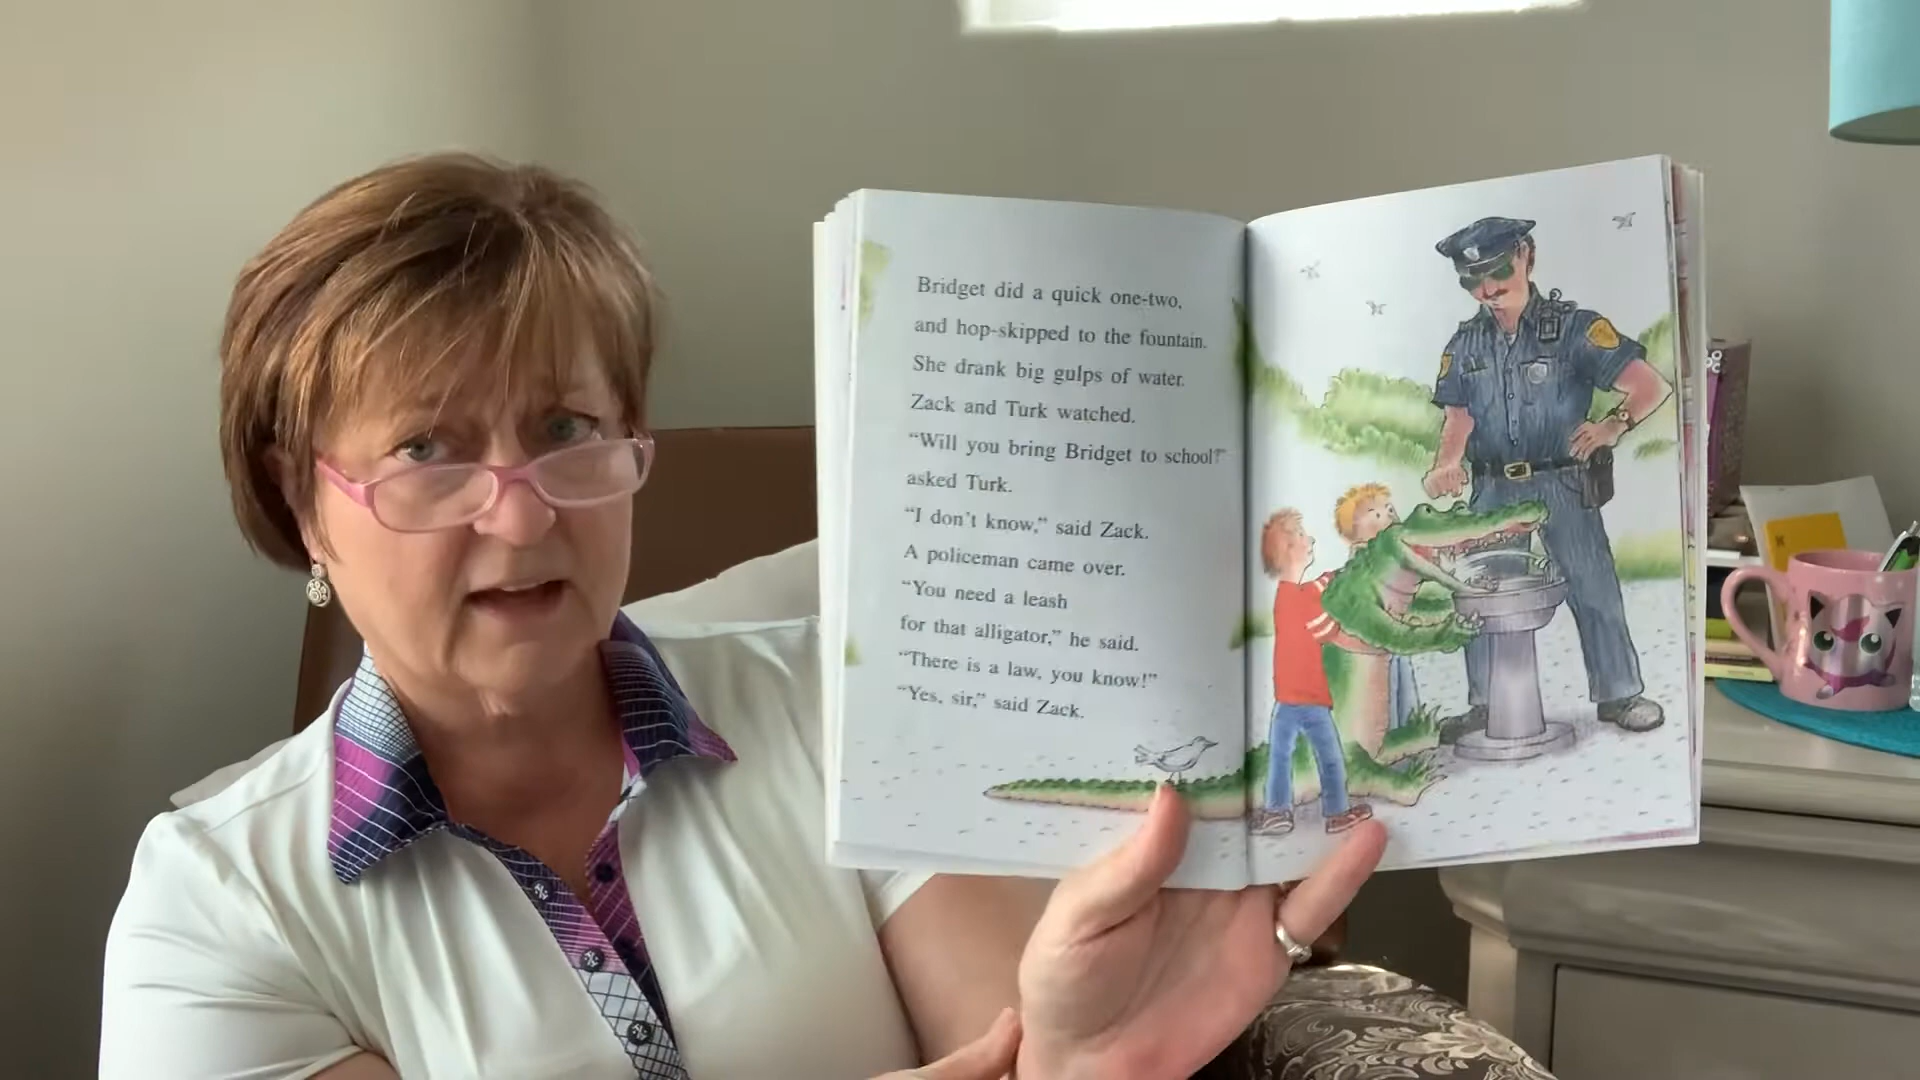 Bridget did a quick one-two,
and hop-skipped to the fountain.
She drank big gulps of water.
Zack and Turk watched.
“Will you bring Bridget to school?”
asked Turk.
“I don’t know,” said Zack.
A policeman came over.
“You need a leash
for that alligator,” he said.
“There is a law, you know!”
“Yes, sir,” said Zack.